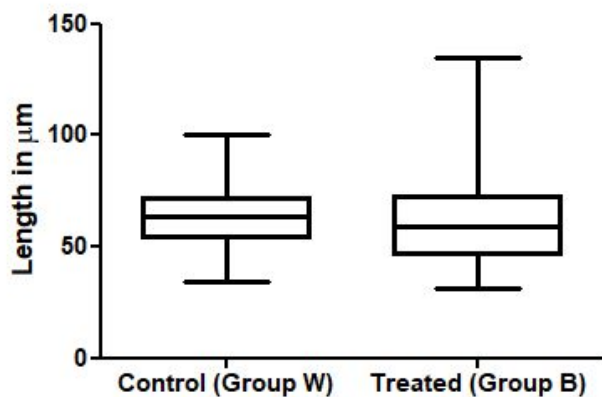 150
100
50
0
Length in μm
Control (Group W)
Treated (Group B)